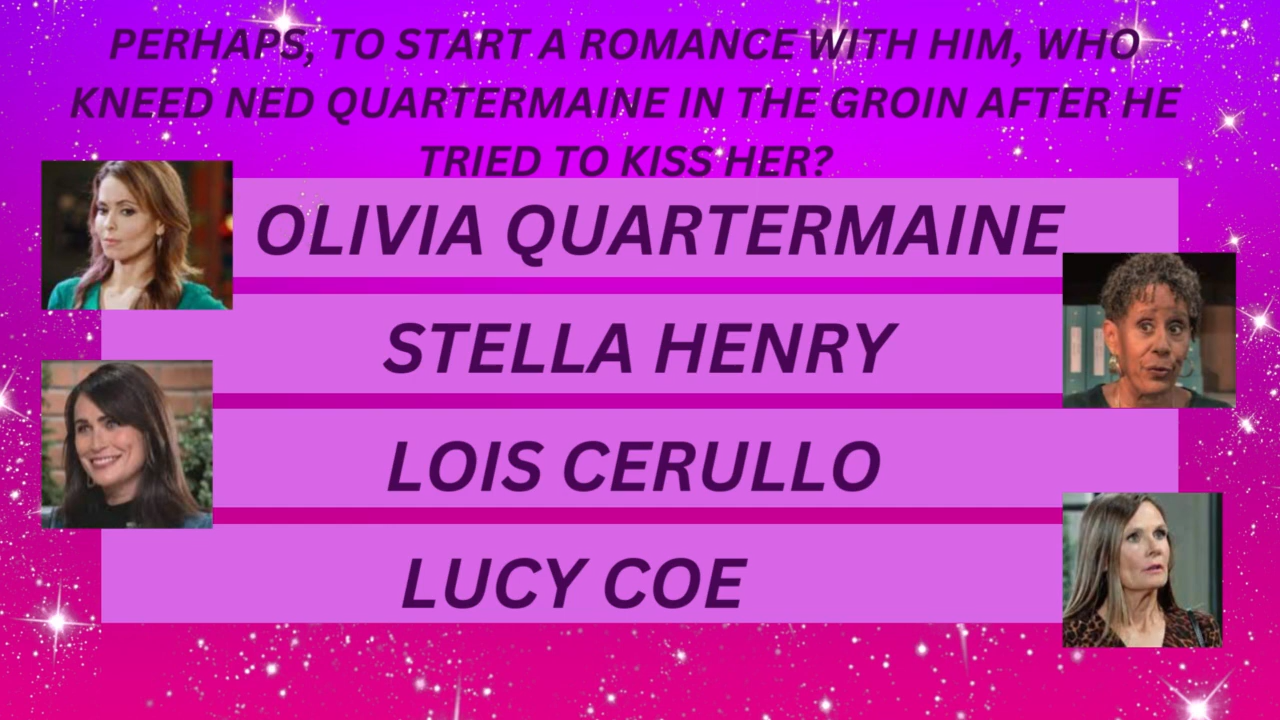 PERHAPS, TO START A ROMANCE WITH HIM, WHO
KNEED NED QUARTERMAINE IN THE GROIN AFTER HE
TRIED TO KISS HER?
OLIVIA QUARTERMAINE
STELLA HENRY
LOIS CERULLO
LUCY COE